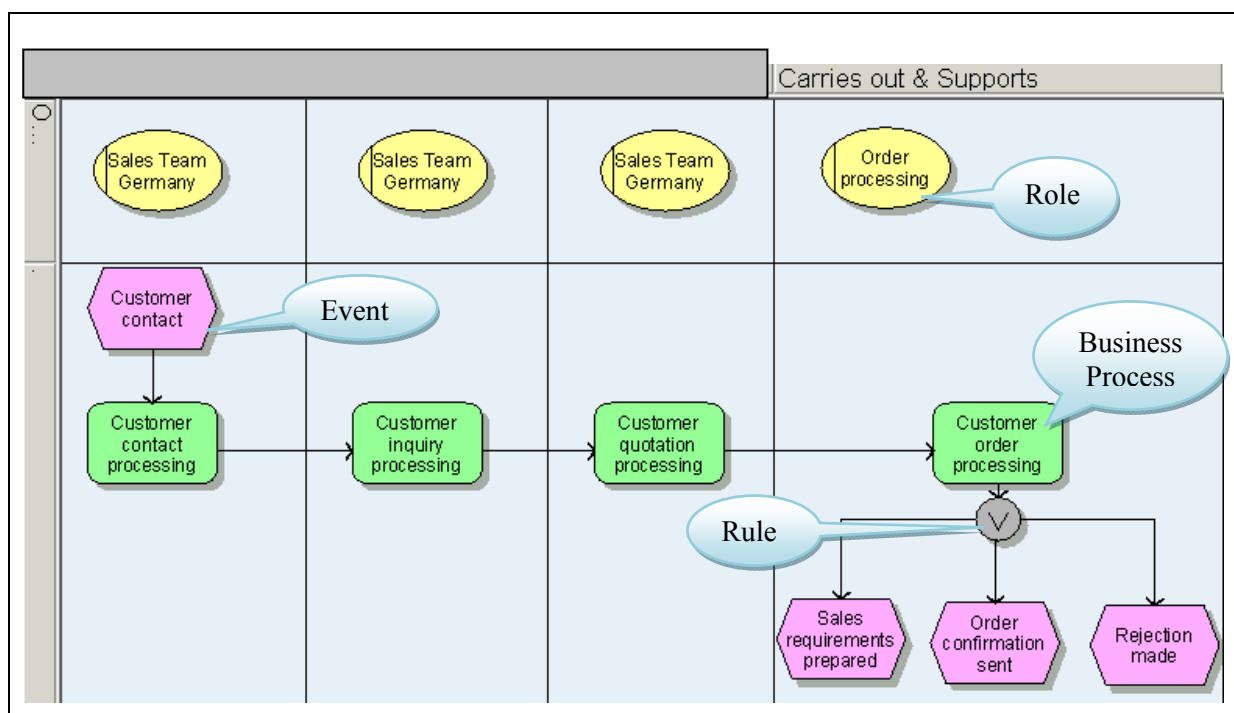 Carries out & Supports
Sales Team
Germany
Sales Team
Germany
Sales Team
Germany
Order
processing
Role
Customer
contact
Event
Business
Process
Customer
contact
processing
Customer
inquiry
processing
Customer
quotation
processing
Customer
order
processing
Rule
V
Sales
requirements
prepared
Order
confirmation
sent
Rejection
made